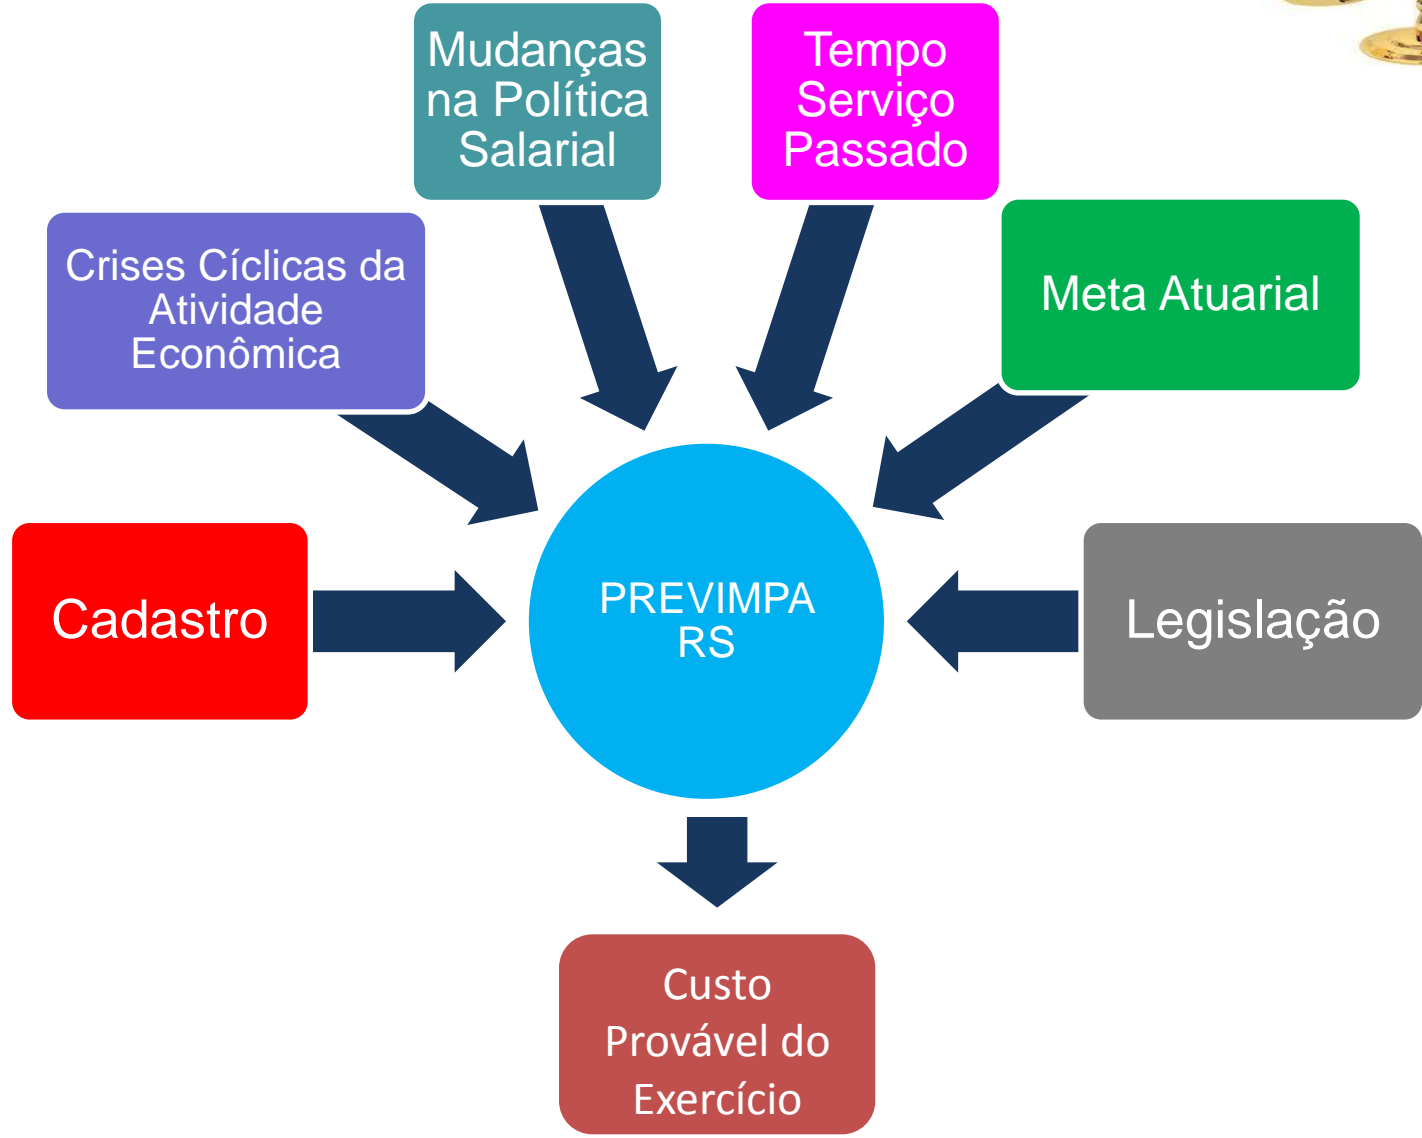 Mudanças
na Política
Salarial
Tempo
Serviço
Passado
Crises Cíclicas da
Atividade
Econômica
Meta Atuarial
Cadastro
PREVIMPA
RS
Legislação
Custo
Provável do
Exercício